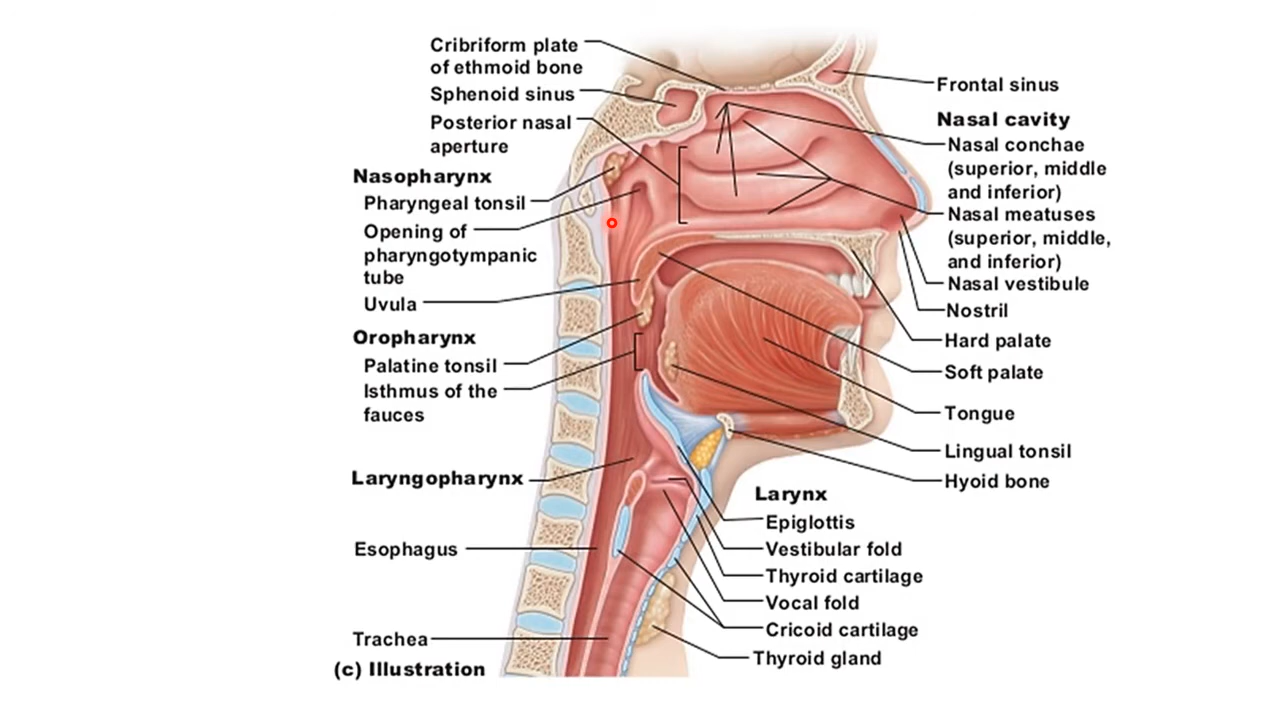 Cribriform plate
of ethmoid bone
Sphenoid sinus
Posterior nasal
aperture
Nasopharynx
Pharyngeal tonsil
Opening of
pharyngotympanic
tube
Uvula
Oropharynx
Palatine tonsil
Isthmus of the
fauces
Laryngopharynx
Esophagus
Trachea
(c) Illustration
Frontal sinus
Nasal cavity
Nasal conchae
(superior, middle
and inferior)
Nasal meatuses
(superior, middle,
and inferior)
Nasal vestibule
Nostril
Hard palate
Soft palate
Tongue
Lingual tonsil
Hyoid bone
Larynx
Epiglottis
Vestibular fold
Thyroid cartilage
Vocal fold
Cricoid cartilage
Thyroid gland